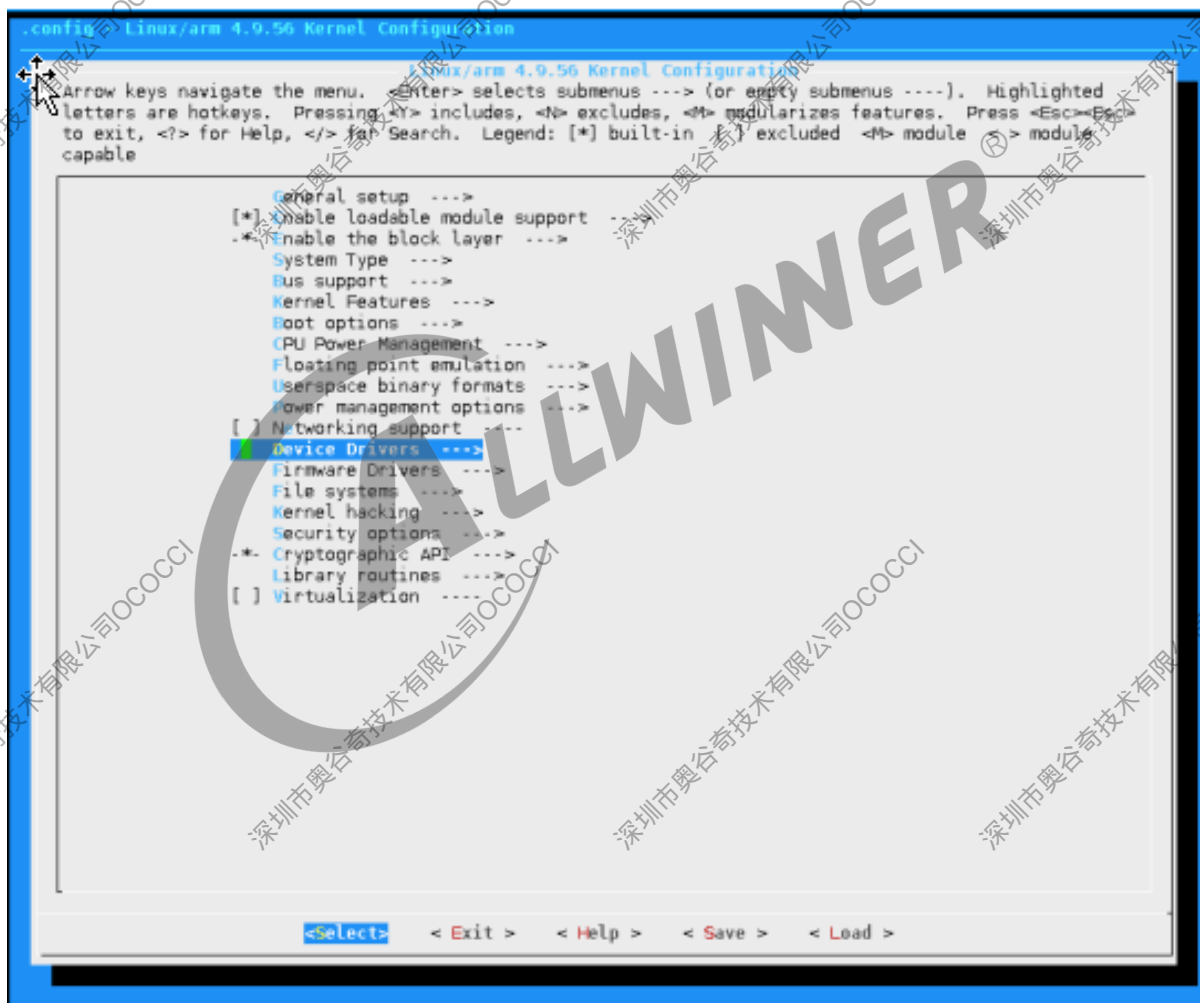 .config - Linux/arm 4.9.56 Kernel Configuration
Linux/arm 4.9.56 Kernel Configuration
Arrow keys navigate the menu.  <Enter> selects submenus ---> (or empty submenus ----).  Highlighted
letters are hotkeys.  Pressing <Y> includes, <N> excludes, <M> modularizes features.  Press <Esc><Esc>
to exit, <?> for Help, </> for Search.  Legend: [*] built-in  [ ] excluded  <M> module  < > module
capable
General setup  --->
[*] Enable loadable module support  --->
-*- Enable the block layer  --->
System Type  --->
Bus support  --->
Kernel Features  --->
Boot options  --->
CPU Power Management  --->
Floating point emulation  --->
Userspace binary formats  --->
Power management options  --->
[ ] Networking support  ----
Device Drivers  --->
Firmware Drivers  --->
File systems  --->
Kernel hacking  --->
Security options  --->
-*- Cryptographic API  --->
Library routines  --->
[ ] Virtualization  ----
<Select>    < Exit >    < Help >    < Save >    < Load >
ALLWINNER®
深圳市奥谷奇技术有限公司OCOCCI
深圳市奥谷奇技术有限公司OCOCCI
深圳市奥谷奇技术有限公司OCOCCI